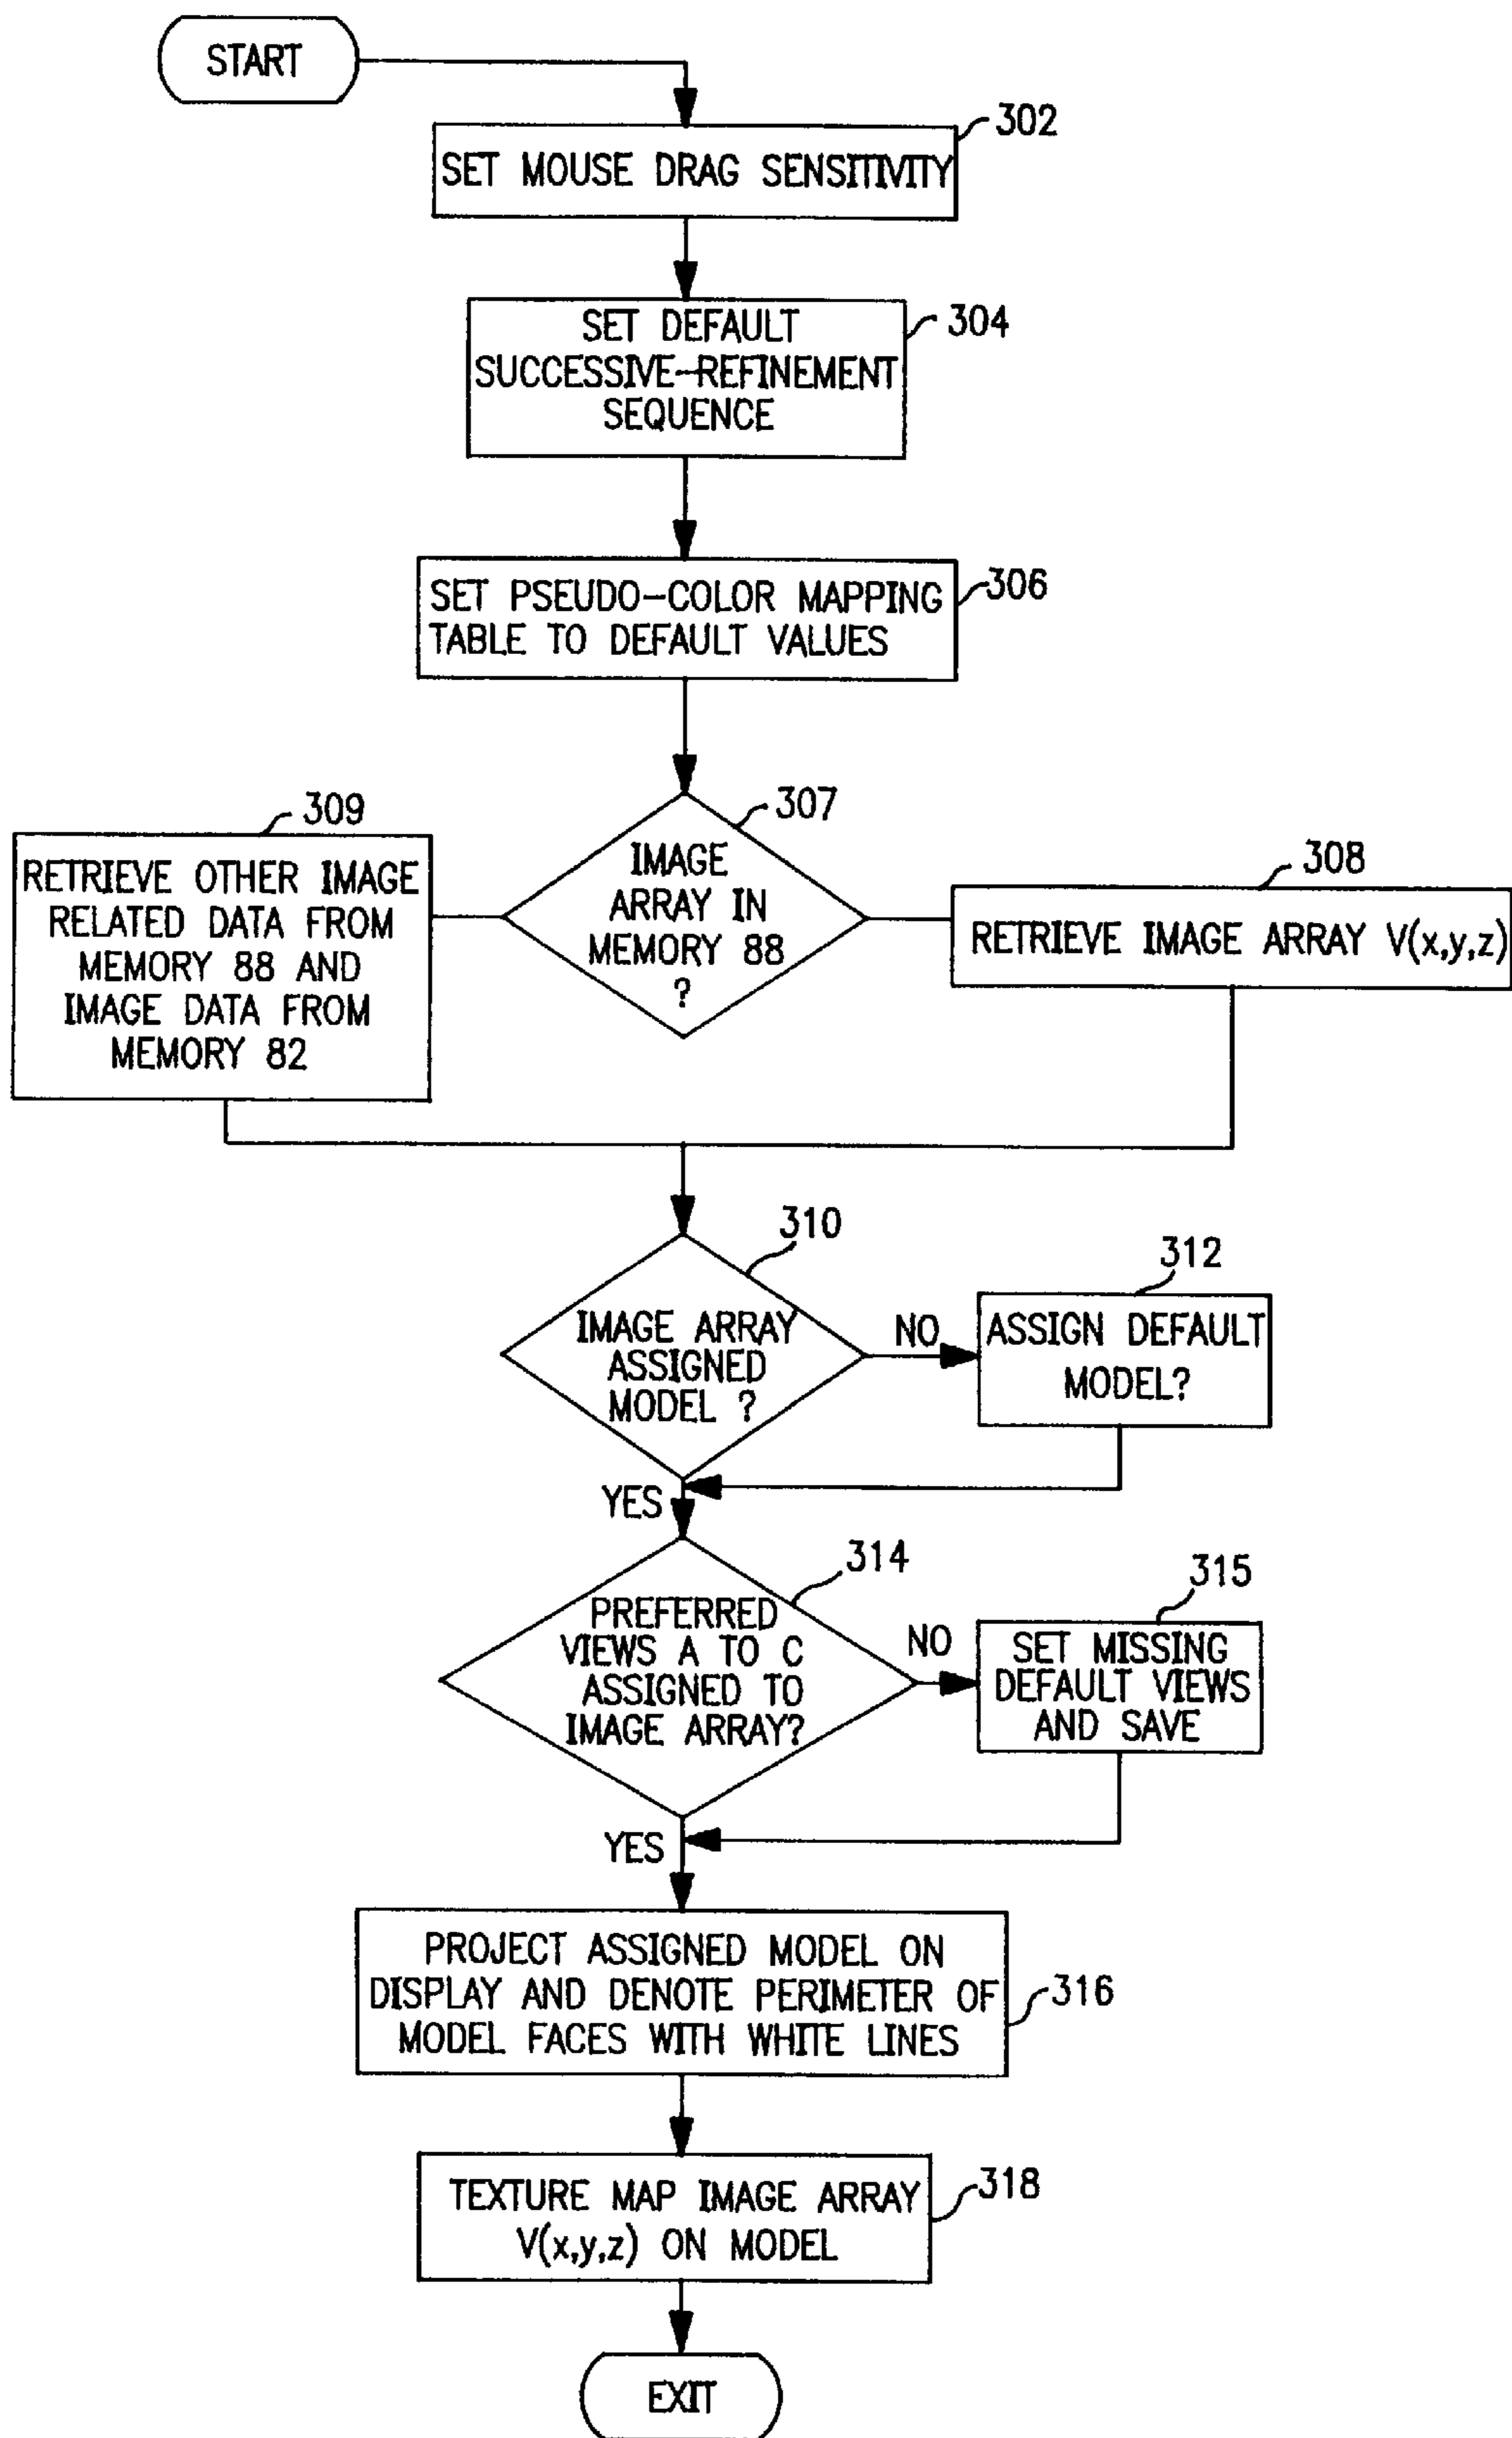 START
302
SET MOUSE DRAG SENSITIVITY
304
SET DEFAULT
SUCCESSIVE-REFINEMENT
SEQUENCE
306
SET PSEUDO-COLOR MAPPING
TABLE TO DEFAULT VALUES
307
IMAGE
ARRAY IN
MEMORY 88
?
309
RETRIEVE OTHER IMAGE
RELATED DATA FROM
MEMORY 88 AND
IMAGE DATA FROM
MEMORY 82
308
RETRIEVE IMAGE ARRAY V(x,y,z)
310
IMAGE ARRAY
ASSIGNED
MODEL ?
NO
312
ASSIGN DEFAULT
MODEL?
YES
314
PREFERRED
VIEWS A TO C
ASSIGNED TO
IMAGE ARRAY?
NO
315
SET MISSING
DEFAULT VIEWS
AND SAVE
YES
316
PROJECT ASSIGNED MODEL ON
DISPLAY AND DENOTE PERIMETER OF
MODEL FACES WITH WHITE LINES
318
TEXTURE MAP IMAGE ARRAY
V(x,y,z) ON MODEL
EXIT